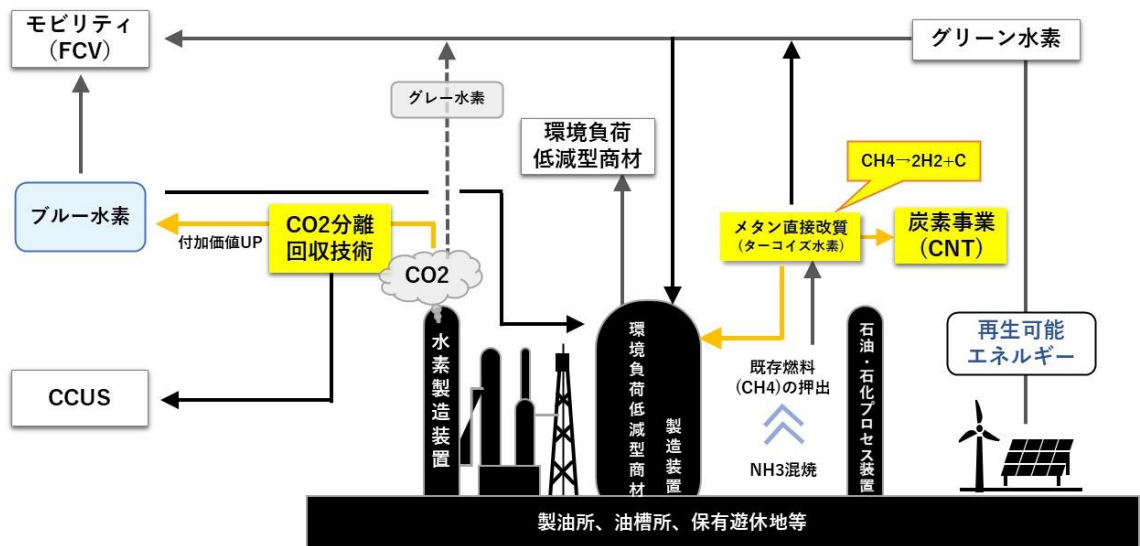 モビリティ
(FCV)
グリーン水素
グレー水素
環境負荷
低減型商材
CH4→2H2+C
ブルー水素
付加価値UP
CO2分離
回収技術
CO2
メタン直接改質
(ターコイズ水素)
炭素事業
(CNT)
再生可能
エネルギー
CCUS
水素製造装置
環境負荷低減型商材
製造装置
既存燃料
(CH4)の押出
NH3混焼
石油・石化プロセス装置
製油所、油槽所、保有遊休地等